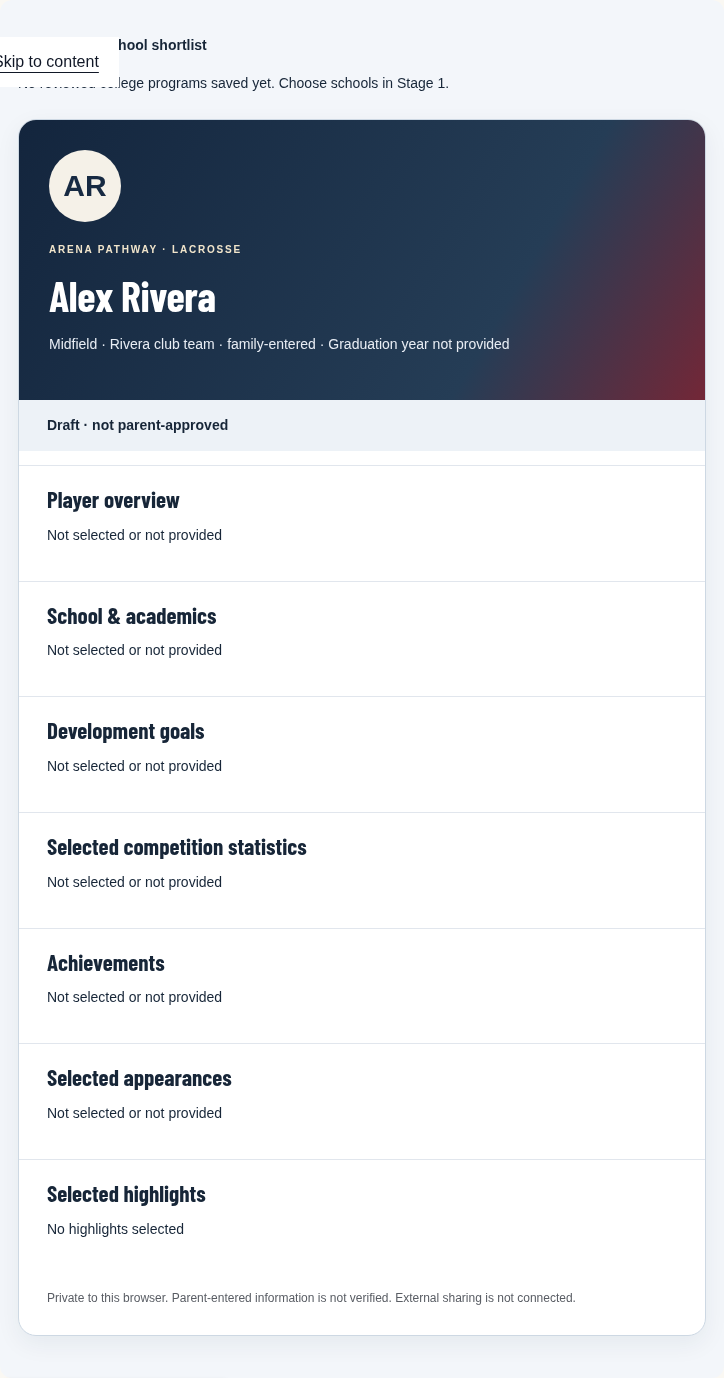 hool shortlist
Skip to content
No reviewed college programs saved yet. Choose schools in Stage 1.
AR
ARENA PATHWAY · LACROSSE
Alex Rivera
Midfield · Rivera club team · family-entered · Graduation year not provided
Draft · not parent-approved
Player overview
Not selected or not provided
School & academics
Not selected or not provided
Development goals
Not selected or not provided
Selected competition statistics
Not selected or not provided
Achievements
Not selected or not provided
Selected appearances
Not selected or not provided
Selected highlights
No highlights selected
Private to this browser. Parent-entered information is not verified. External sharing is not connected.